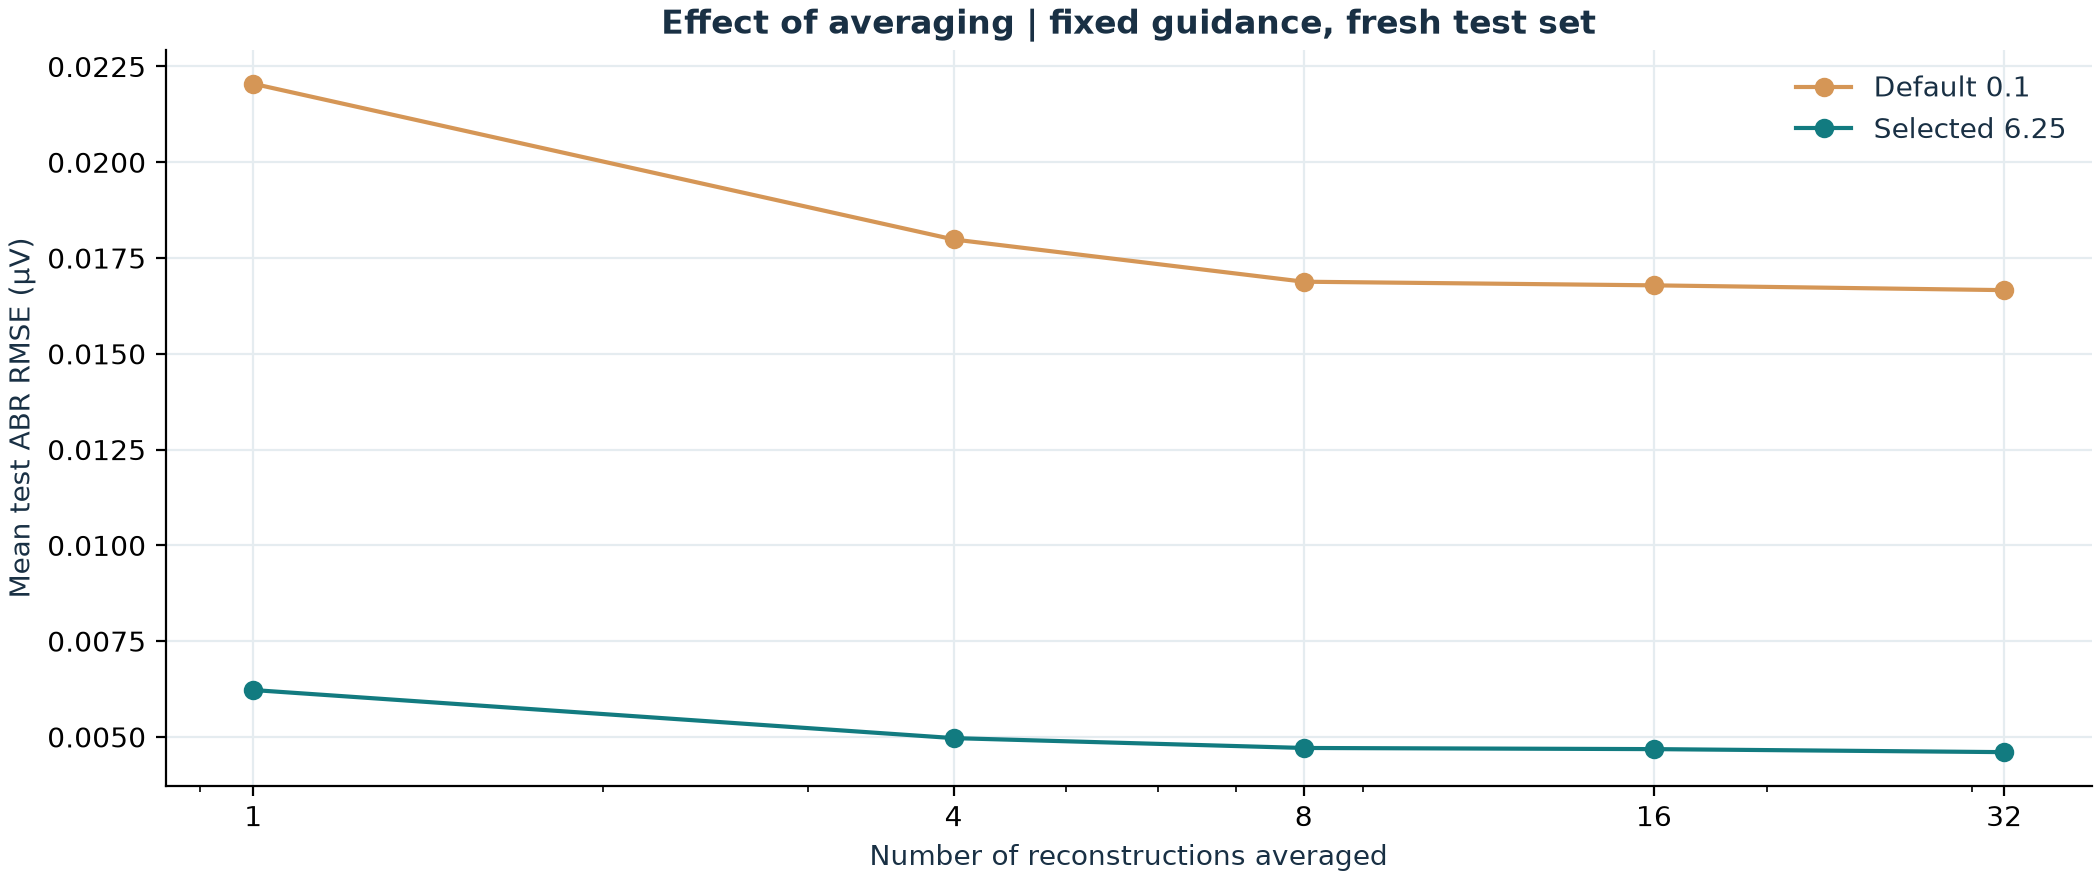 Effect of averaging | fixed guidance, fresh test set
Default 0.1
Selected 6.25
Mean test ABR RMSE (µV)
0.0225
0.0200
0.0175
0.0150
0.0125
0.0100
0.0075
0.0050
1 4 8 16 32
Number of reconstructions averaged